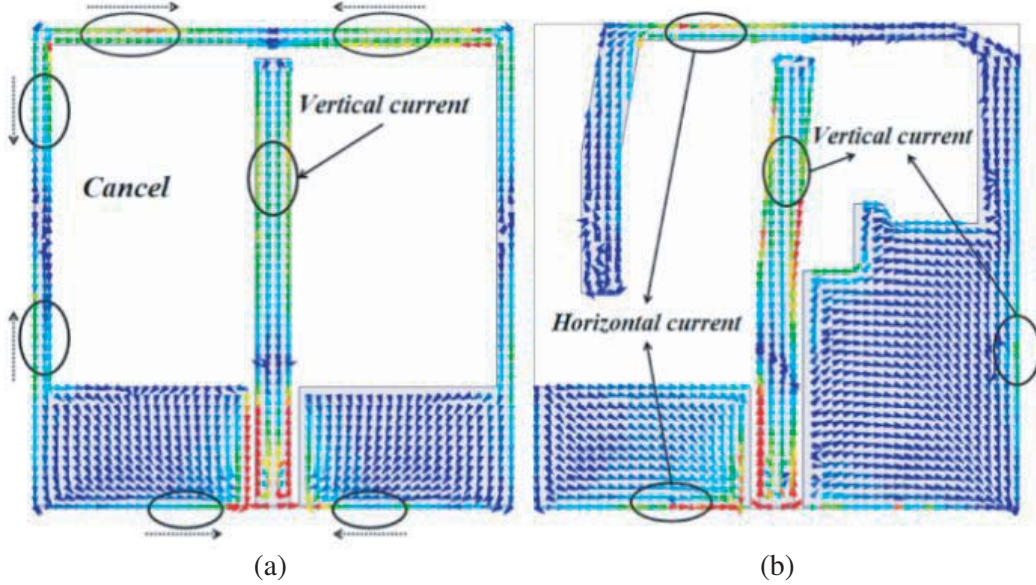 Vertical current
Cancel
Vertical current
Horizontal current
(a)
(b)